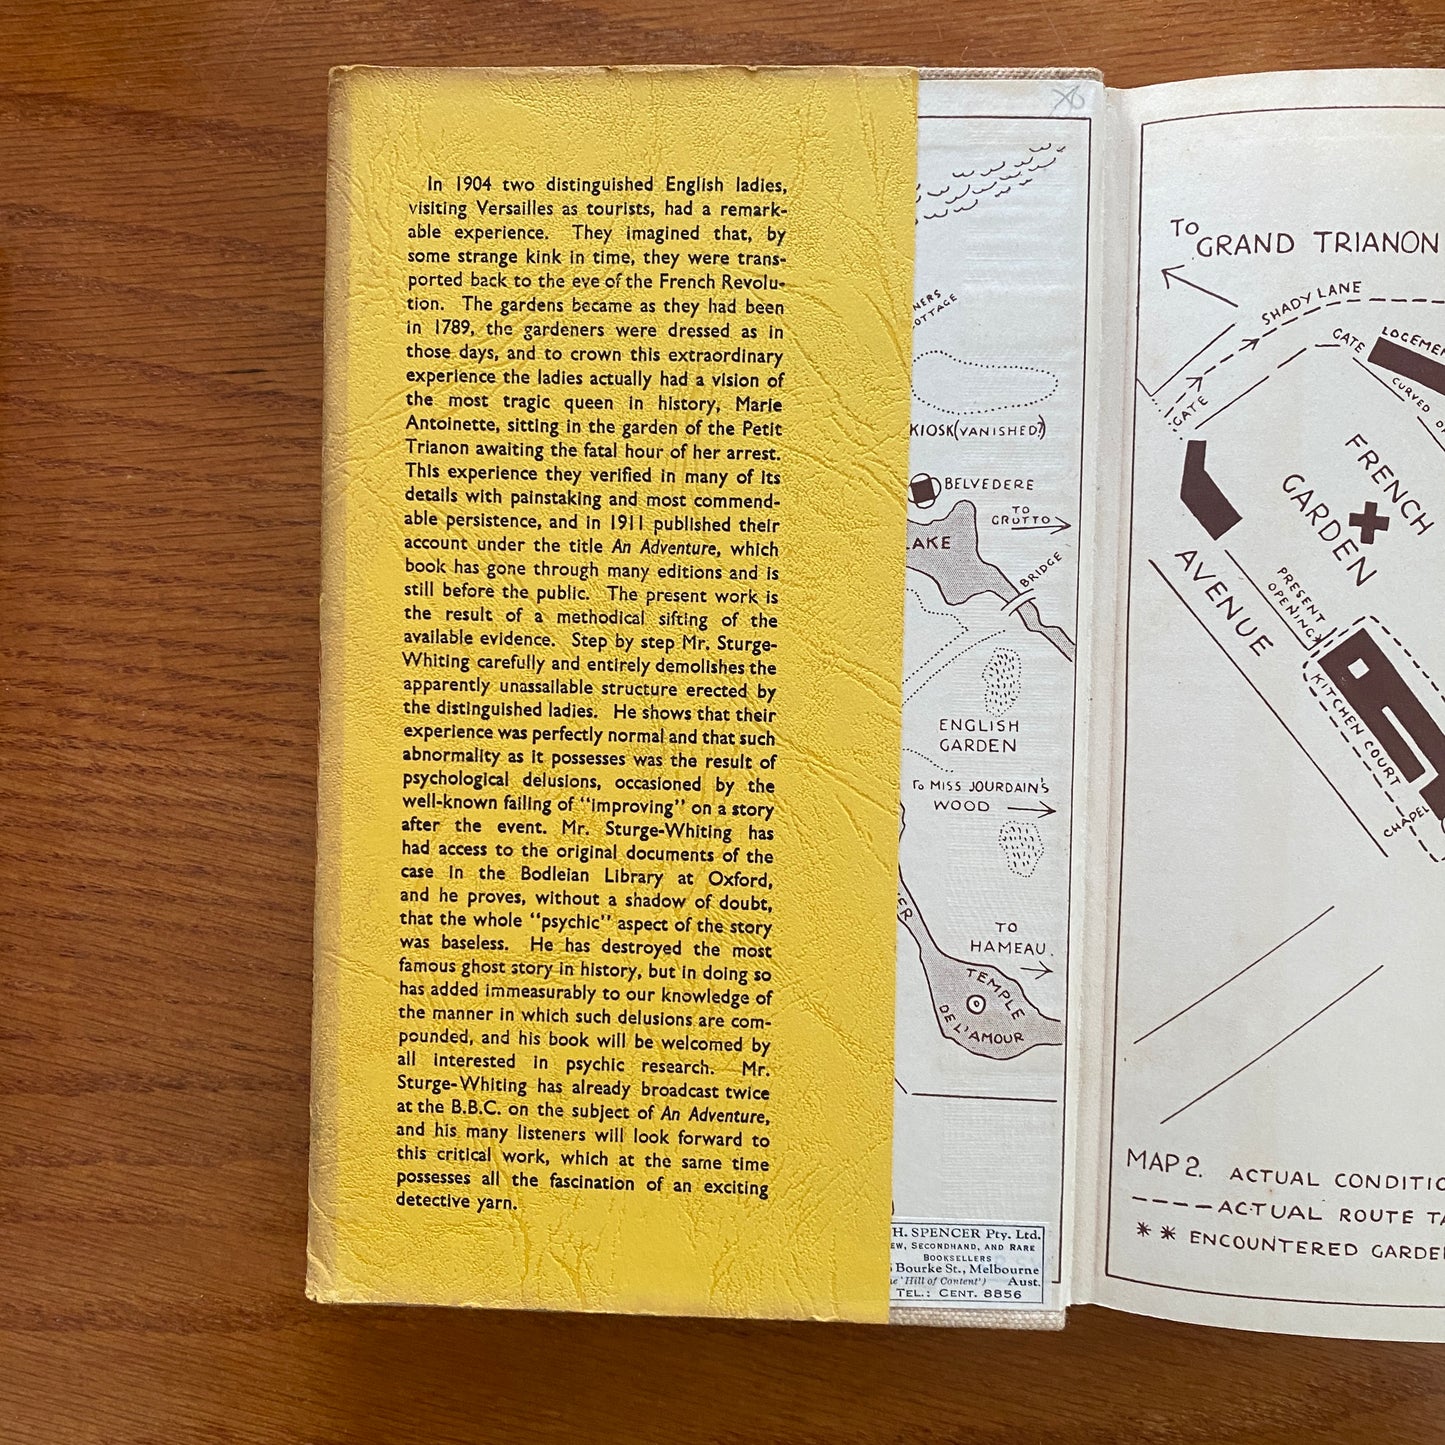 In 1904 two distinguished English ladies,
visiting Versailles as tourists, had a remark-
able experience. They imagined that, by
some strange kink in time, they were trans-
ported back to the eve of the French Revolu-
tion. The gardens became as they had been
in 1789, the gardeners were dressed as in
those days, and to crown this extraordinary
experience the ladies actually had a vision of
the most tragic queen in history, Marie
Antoinette, sitting in the garden of the Petit
Trianon awaiting the fatal hour of her arrest.
This experience they verified in many of its
details with painstaking and most commend-
able persistence, and in 1911 published their
account under the title An Adventure, which
book has gone through many editions and is
still before the public. The present work is
the result of a methodical sifting of the
available evidence. Step by step Mr. Sturge-
Whiting carefully and entirely demolishes the
apparently unassailable structure erected by
the distinguished ladies. He shows that their
experience was perfectly normal and that such
abnormality as it possesses was the result of
psychological delusions, occasioned by the
well-known failing of "improving" on a story
after the event. Mr. Sturge-Whiting has
had access to the original documents of the
case in the Bodleian Library at Oxford,
and he proves, without a shadow of doubt,
that the whole "psychic" aspect of the story
was baseless. He has destroyed the most
famous ghost story in history, but in doing so
has added immeasurably to our knowledge of
the manner in which such delusions are com-
pounded, and his book will be welcomed by
all interested in psychic research. Mr.
Sturge-Whiting has already broadcast twice
at the B.B.C. on the subject of An Adventure,
and his many listeners will look forward to
this critical work, which at the same time
possesses all the fascination of an exciting
detective yarn.
NERS
OTTAGE
KIOSK (VANISHED?)
BELVEDERE
TO
GROTTO
AKE
BRIDGE
ENGLISH
GARDEN
TO MISS JOURDAIN'S
WOOD
ER
TO
HAMEAU.
TEMPLE
DE L'AMOUR
H. SPENCER Pty. Ltd.
EW, SECONDHAND, AND RARE
BOOKSELLERS
Bourke St., Melbourne
'Hill of Content') Aust.
TEL.: CENT. 8856
TO
GRAND TRIANON
SHADY LANE
GATE
LOGEME
GATE
CURVED
FRENCH
GARDEN
AVENUE
PRESENT
OPENING
KITCHEN COURT
CHAPEL
MAP 2. ACTUAL CONDITIO
ACTUAL ROUTE TA
** ENCOUNTERED GARDE